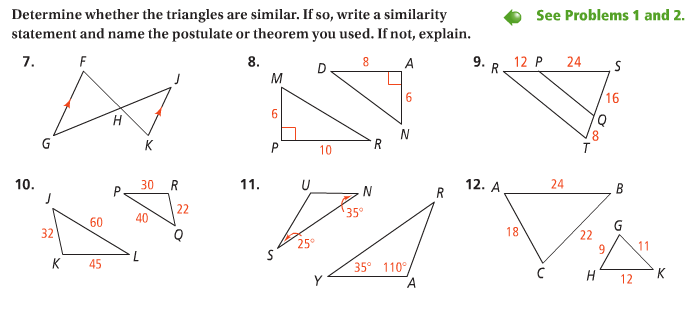 Determine whether the triangles are similar. If so, write a similarity
See Problems 1 and 2.
statement and name the postulate or theorem you used. If not, explain.
7.
F
J
H
G
K
8.
D
8
A
M
6
6
P
10
R
N
9.
R
12
P
24
S
16
Q
8
T
10.
J
P
30
R
60
40
22
32
Q
K
45
L
11.
U
N
R
35°
25°
S
35°
110°
Y
A
12.
A
24
B
18
22
G
9
11
C
H
12
K